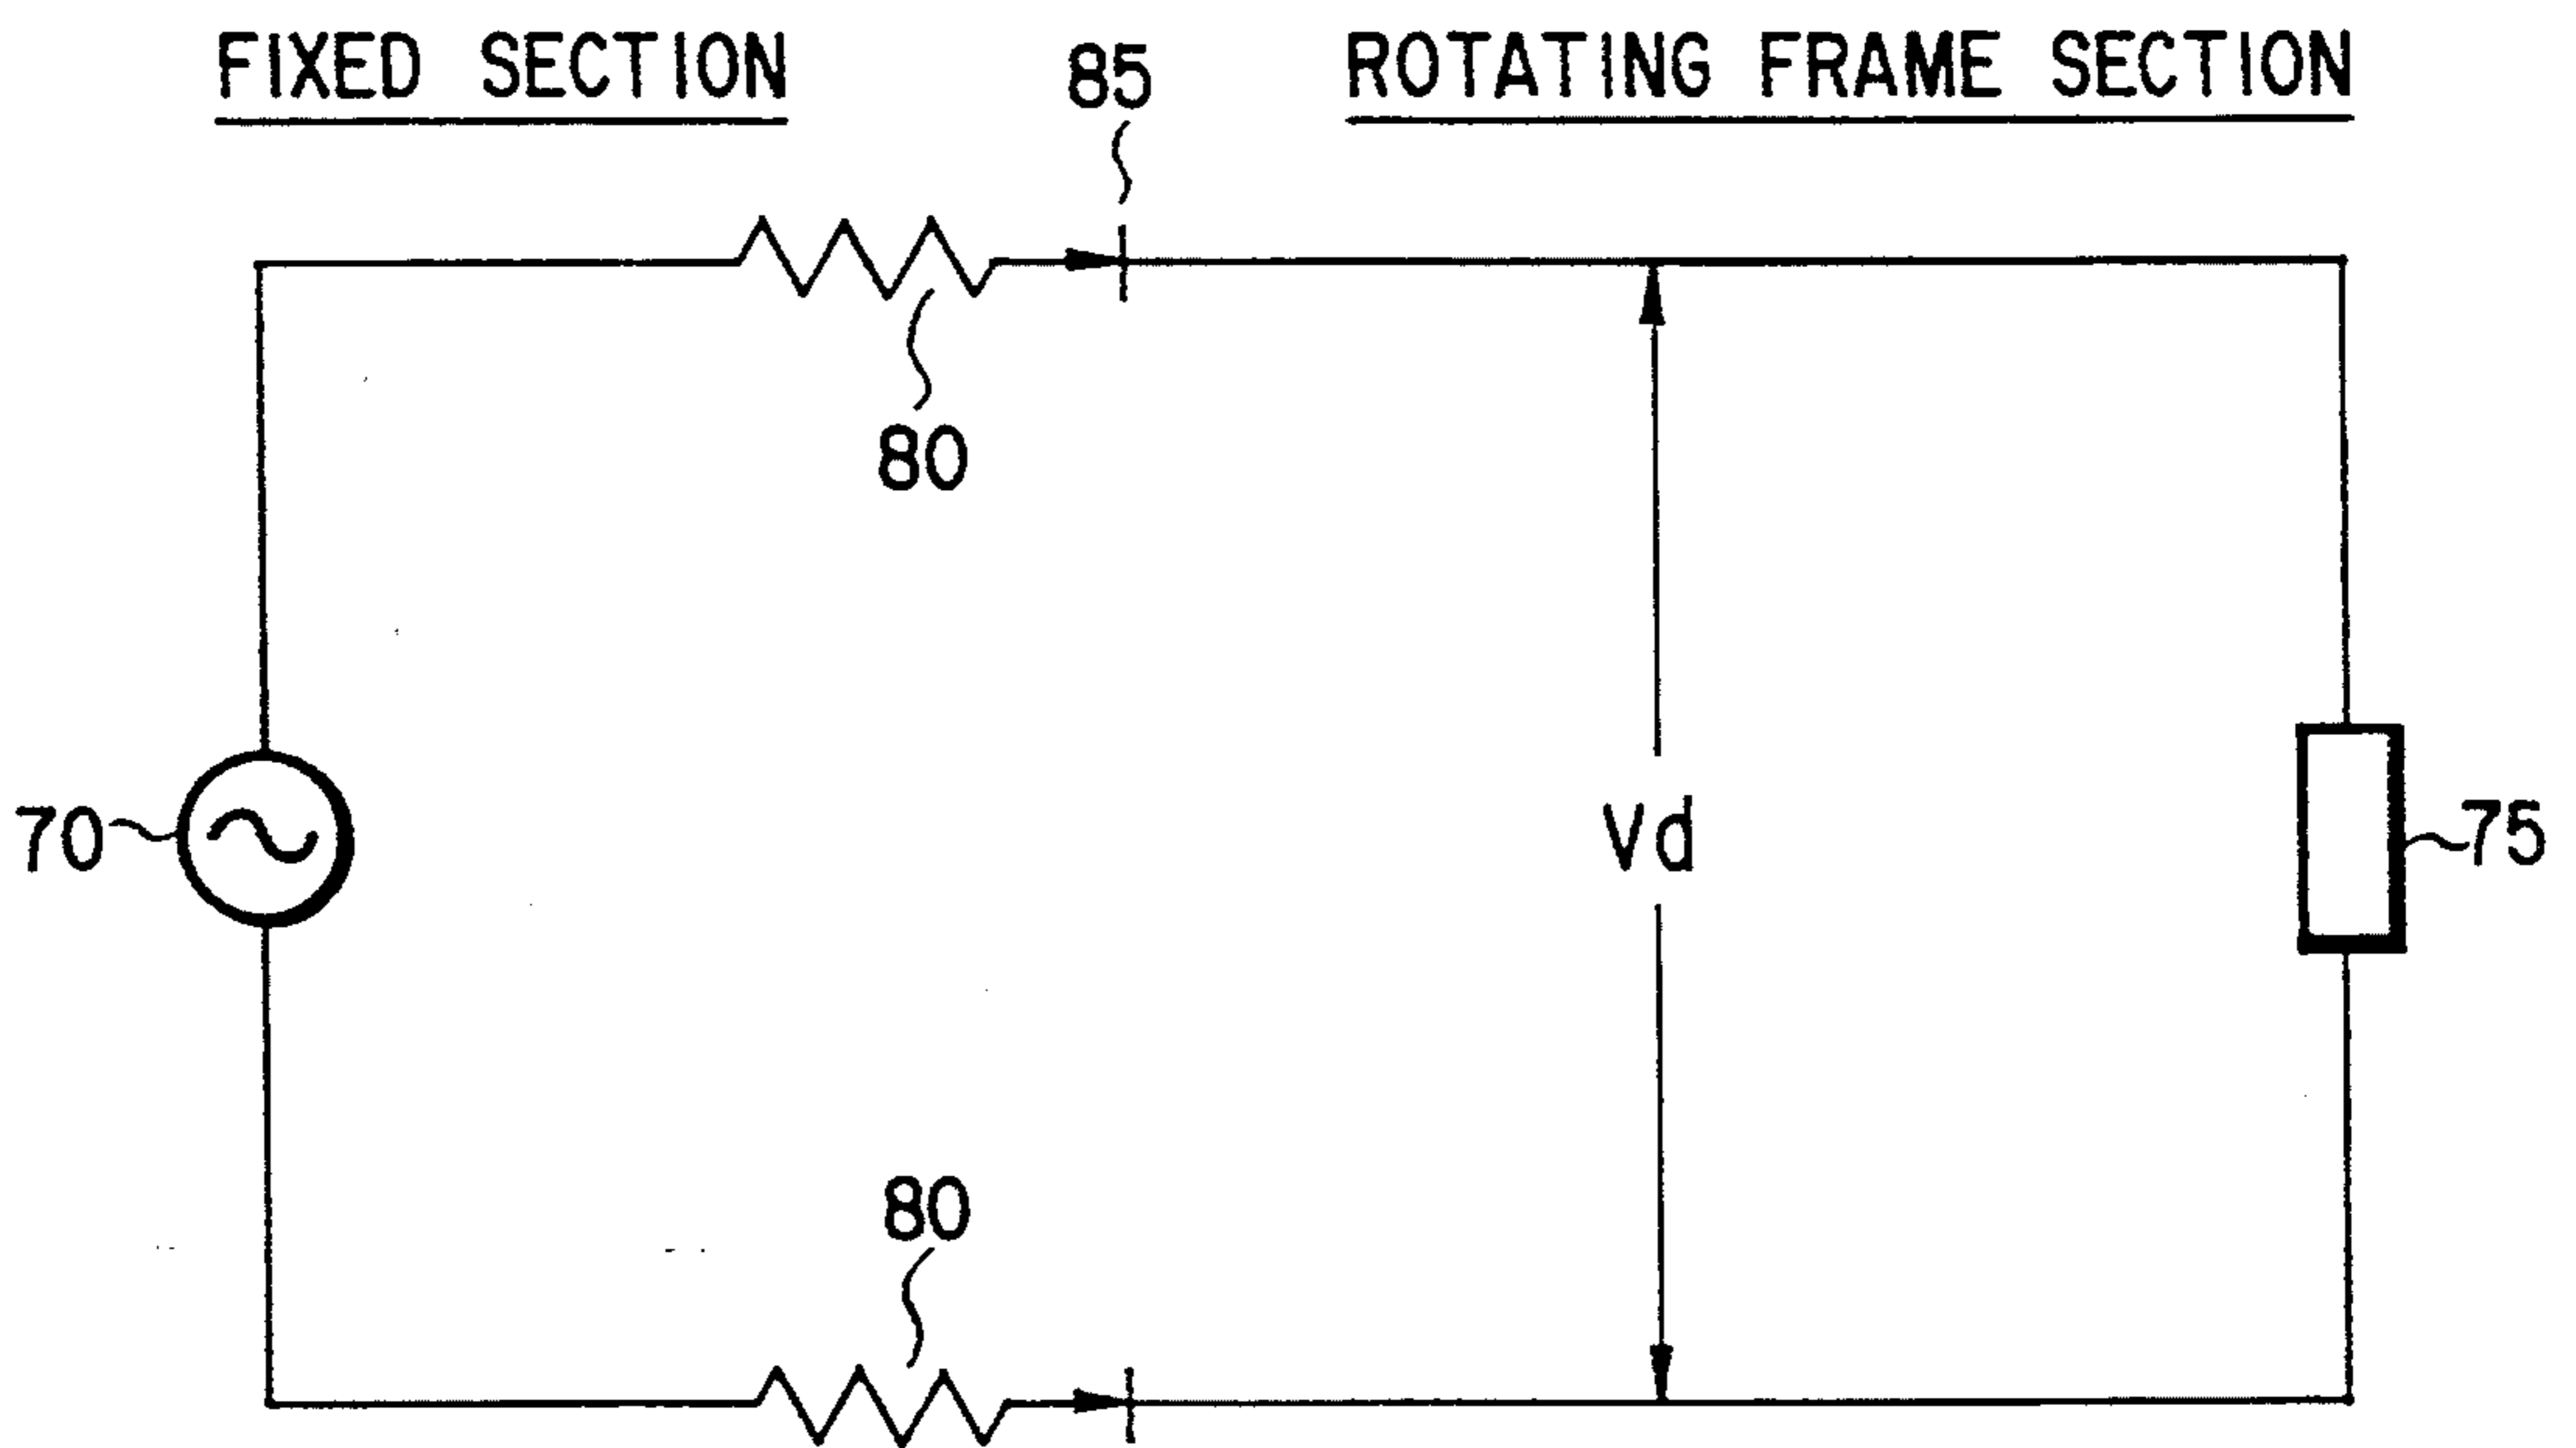 FIXED SECTION
85
ROTATING FRAME SECTION
80
70
Vd
75
80